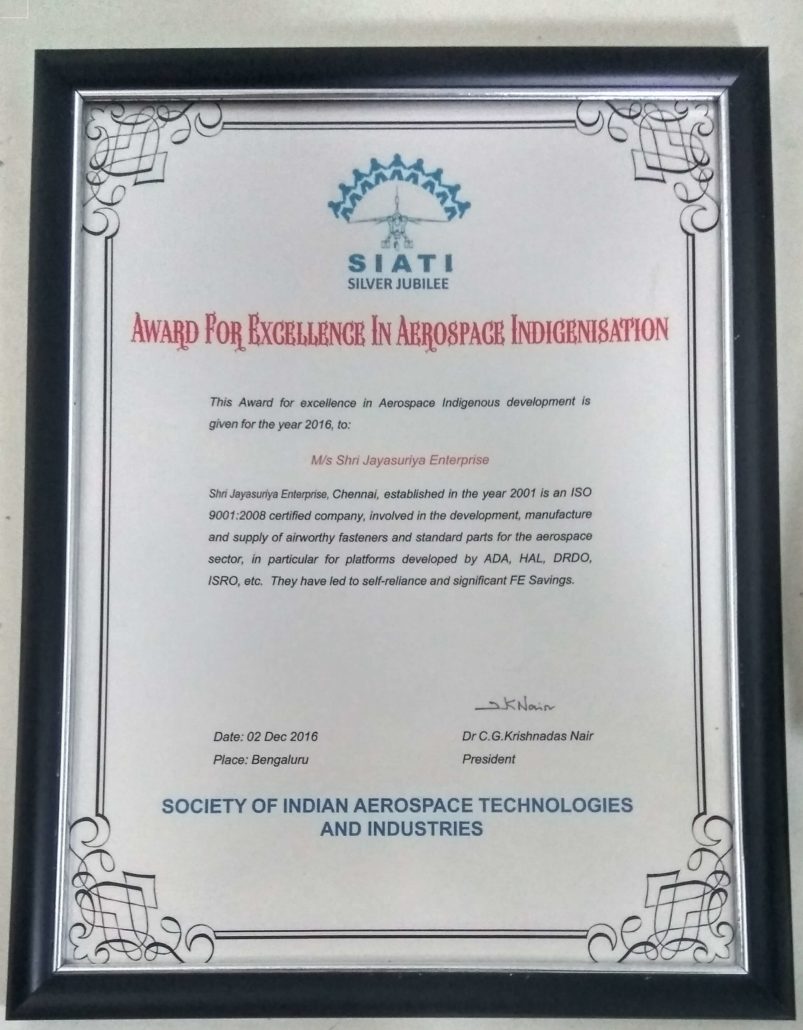 SIATI
SILVER JUBILEE
AWARD FOR EXCELLENCE IN AEROSPACE INDIGENISATION
This Award for excellence in Aerospace Indigenous development is
given for the year 2016, to:
M/s Shri Jayasuriya Enterprise
Shri Jayasuriya Enterprise, Chennai, established in the year 2001 is an ISO
9001:2008 certified company, involved in the development, manufacture
and supply of airworthy fasteners and standard parts for the aerospace
sector, in particular for platforms developed by ADA, HAL, DRDO,
ISRO, etc. They have led to self-reliance and significant FE Savings.
Date: 02 Dec 2016
Dr C.G.Krishnadas Nair
Place: Bengaluru
President
SOCIETY OF INDIAN AEROSPACE TECHNOLOGIES
AND INDUSTRIES